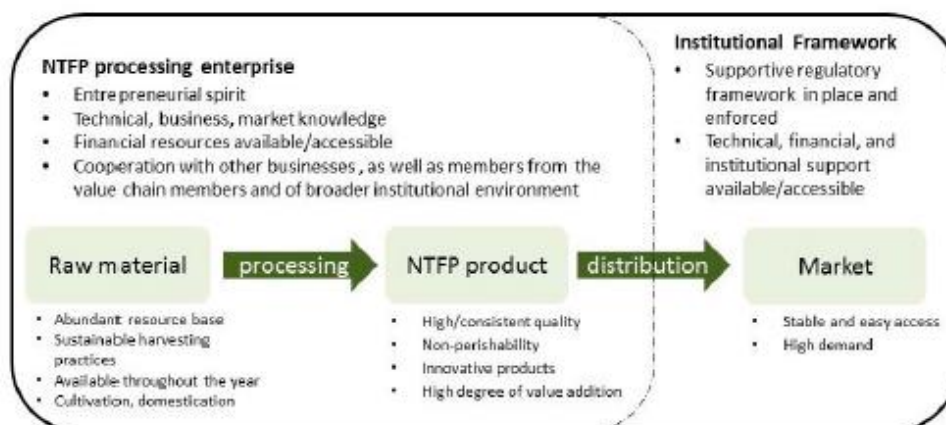 NTFP processing enterprise
• Entrepreneurial spirit
• Technical, business, market knowledge
• Financial resources available/accessible
• Cooperation with other businesses, as well as members from the
value chain members and of broader institutional environment
Institutional Framework
• Supportive regulatory
framework in place and
enforced
• Technical, financial, and
institutional support
available/accessible
Raw material
processing
NTFP product
distribution
Market
• Abundant resource base
• Sustainable harvesting
practices
• Available throughout the year
• Cultivation, domestication
• High/consistent quality
• Non-perishability
• Innovative products
• High degree of value addition
• Stable and easy access
• High demand